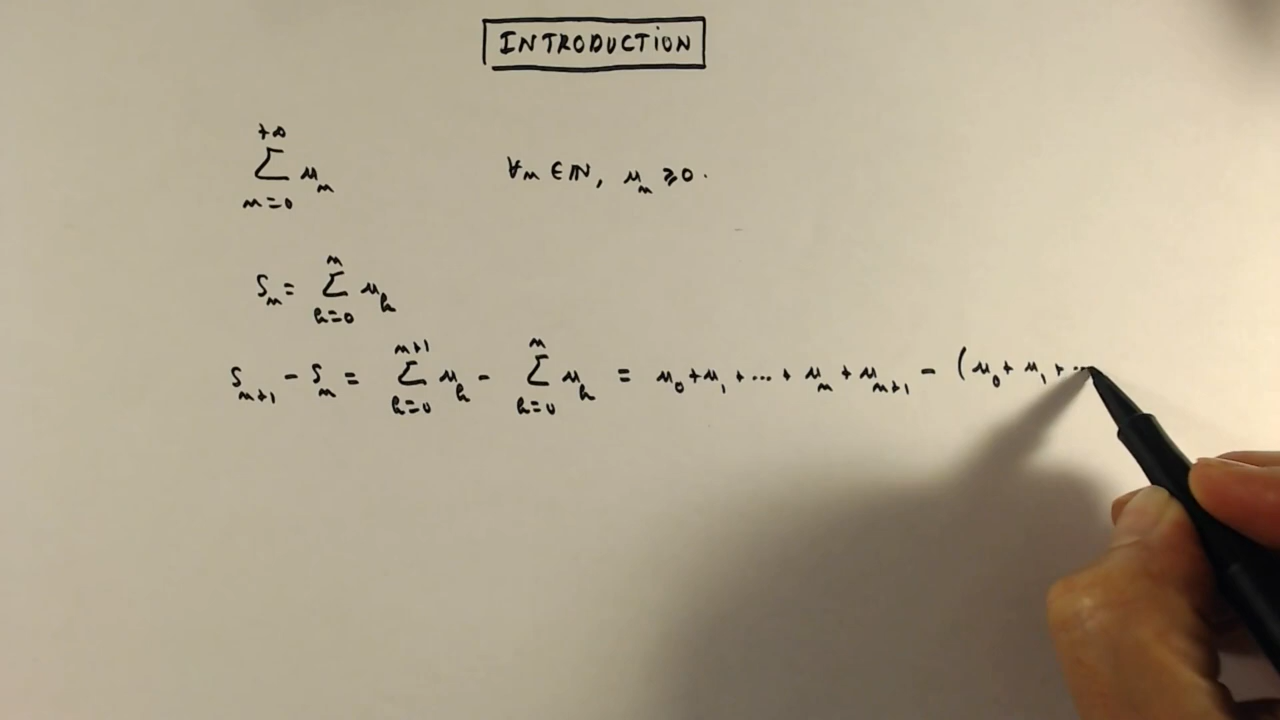 INTRODUCTION
+∞
∑ u_n    ∀n ∈ ℕ, u_n ⩾ 0.
n=0
n
S_n = ∑ u_k
k=0
n+1    n
S_{n+1} - S_n = ∑ u_k - ∑ u_k = u_0 + u_1 + ... + u_n + u_{n+1} - (u_0 + u_1 + ...
k=0    k=0